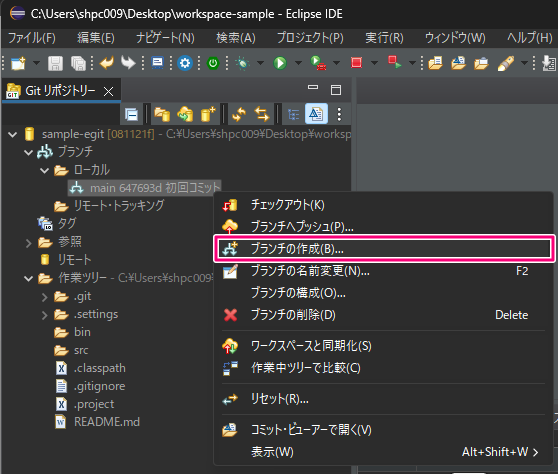 C:\Users\shpc009\Desktop\workspace-sample - Eclipse IDE
ファイル(F) 編集(E) ナビゲート(N) 検索(A) プロジェクト(P) 実行(R) ウィンドウ(W) ヘルプ(H)
Git リポジトリー
sample-egit [081121f] - C:¥Users¥shpc009¥Desktop¥worksp
ブランチ
ローカル
main 647693d 初回コミット
リモート・トラッキング
タグ
参照
リモート
作業ツリー - C:¥Users¥shpc009¥
.git
.settings
bin
src
.classpath
.gitignore
.project
README.md
チェックアウト(K)
ブランチへプッシュ(P)...
ブランチの作成(B)...
ブランチの名前変更(N)... F2
ブランチの構成(O)...
ブランチの削除(D) Delete
ワークスペースと同期化(S)
作業中ツリーで比較(C)
リセット(R)...
コミット・ビューアーで開く(V)
表示(W) Alt+Shift+W